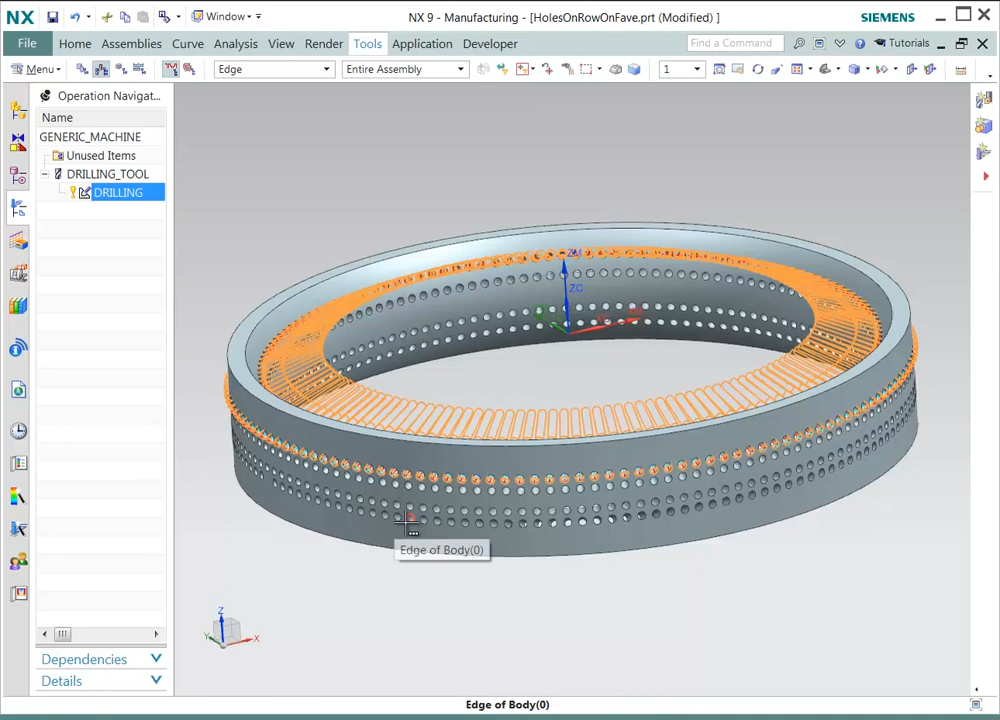 NX
Window
NX 9 - Manufacturing - [HolesOnRowOnFave.prt (Modified) ]
SIEMENS
File
Home
Assemblies
Curve
Analysis
View
Render
Tools
Application
Developer
Find a Command
Tutorials
Menu
Edge
Entire Assembly
1
Operation Navigat...
Name
GENERIC_MACHINE
Unused Items
DRILLING_TOOL
DRILLING
ZM
ZC
Edge of Body(0)
Z
Y
X
Dependencies
Details
Edge of Body(0)